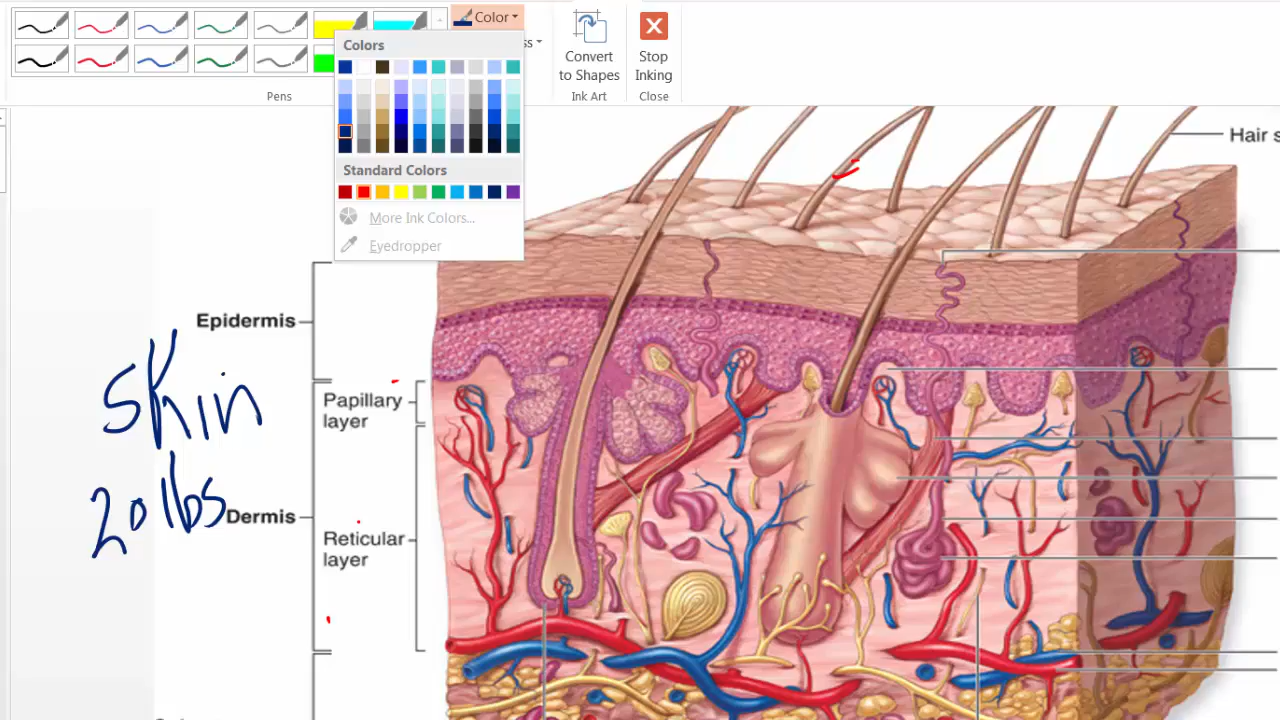 Color
Colors
Standard Colors
More Ink Colors...
Eyedropper
Convert
to Shapes
Stop
Inking
Pens
Ink Art
Close
Hair s
Epidermis
Papillary
layer
Dermis
Reticular
layer
skin
20 lbs